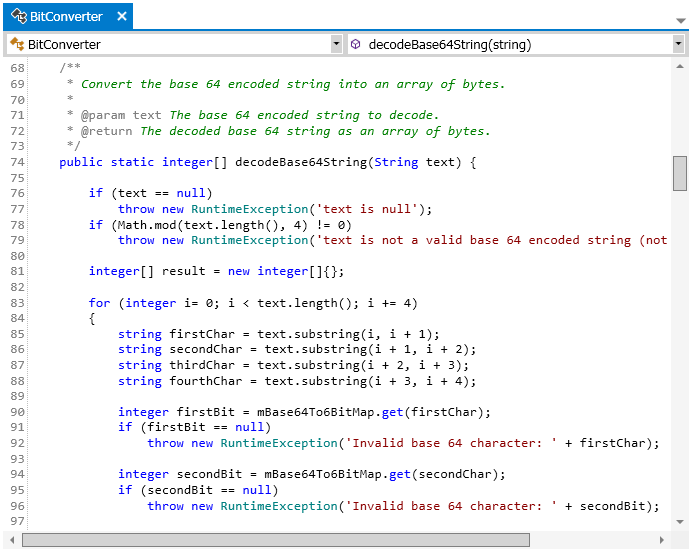 BitConverter
BitConverter decodeBase64String(string)
68 /**
69 * Convert the base 64 encoded string into an array of bytes.
70 *
71 * @param text The base 64 encoded string to decode.
72 * @return The decoded base 64 string as an array of bytes.
73 */
74 public static integer[] decodeBase64String(String text) {
75
76 if (text == null)
77 throw new RuntimeException('text is null');
78 if (Math.mod(text.length(), 4) != 0)
79 throw new RuntimeException('text is not a valid base 64 encoded string (not
80
81 integer[] result = new integer[]{};
82
83 for (integer i= 0; i < text.length(); i += 4)
84 {
85 string firstChar = text.substring(i, i + 1);
86 string secondChar = text.substring(i + 1, i + 2);
87 string thirdChar = text.substring(i + 2, i + 3);
88 string fourthChar = text.substring(i + 3, i + 4);
89
90 integer firstBit = mBase64To6BitMap.get(firstChar);
91 if (firstBit == null)
92 throw new RuntimeException('Invalid base 64 character: ' + firstChar);
93
94 integer secondBit = mBase64To6BitMap.get(secondChar);
95 if (secondBit == null)
96 throw new RuntimeException('Invalid base 64 character: ' + secondBit);
97